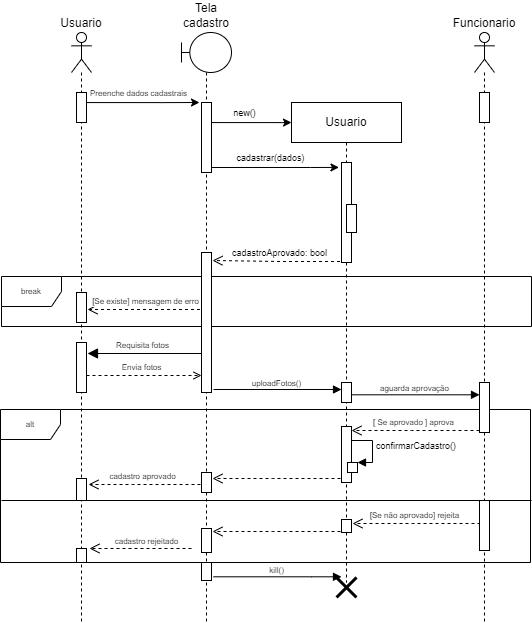 Usuario
Tela
cadastro
Funcionario
Preenche dados cadastrais
new()
Usuario
cadastrar(dados)
cadastroAprovado: bool
break
[Se existe] mensagem de erro
Requisita fotos
Envia fotos
uploadFotos()
aguarda aprovação
alt
[ Se aprovado ] aprova
confirmarCadastro()
cadastro aprovado
[Se não aprovado] rejeita
cadastro rejeitado
kill()